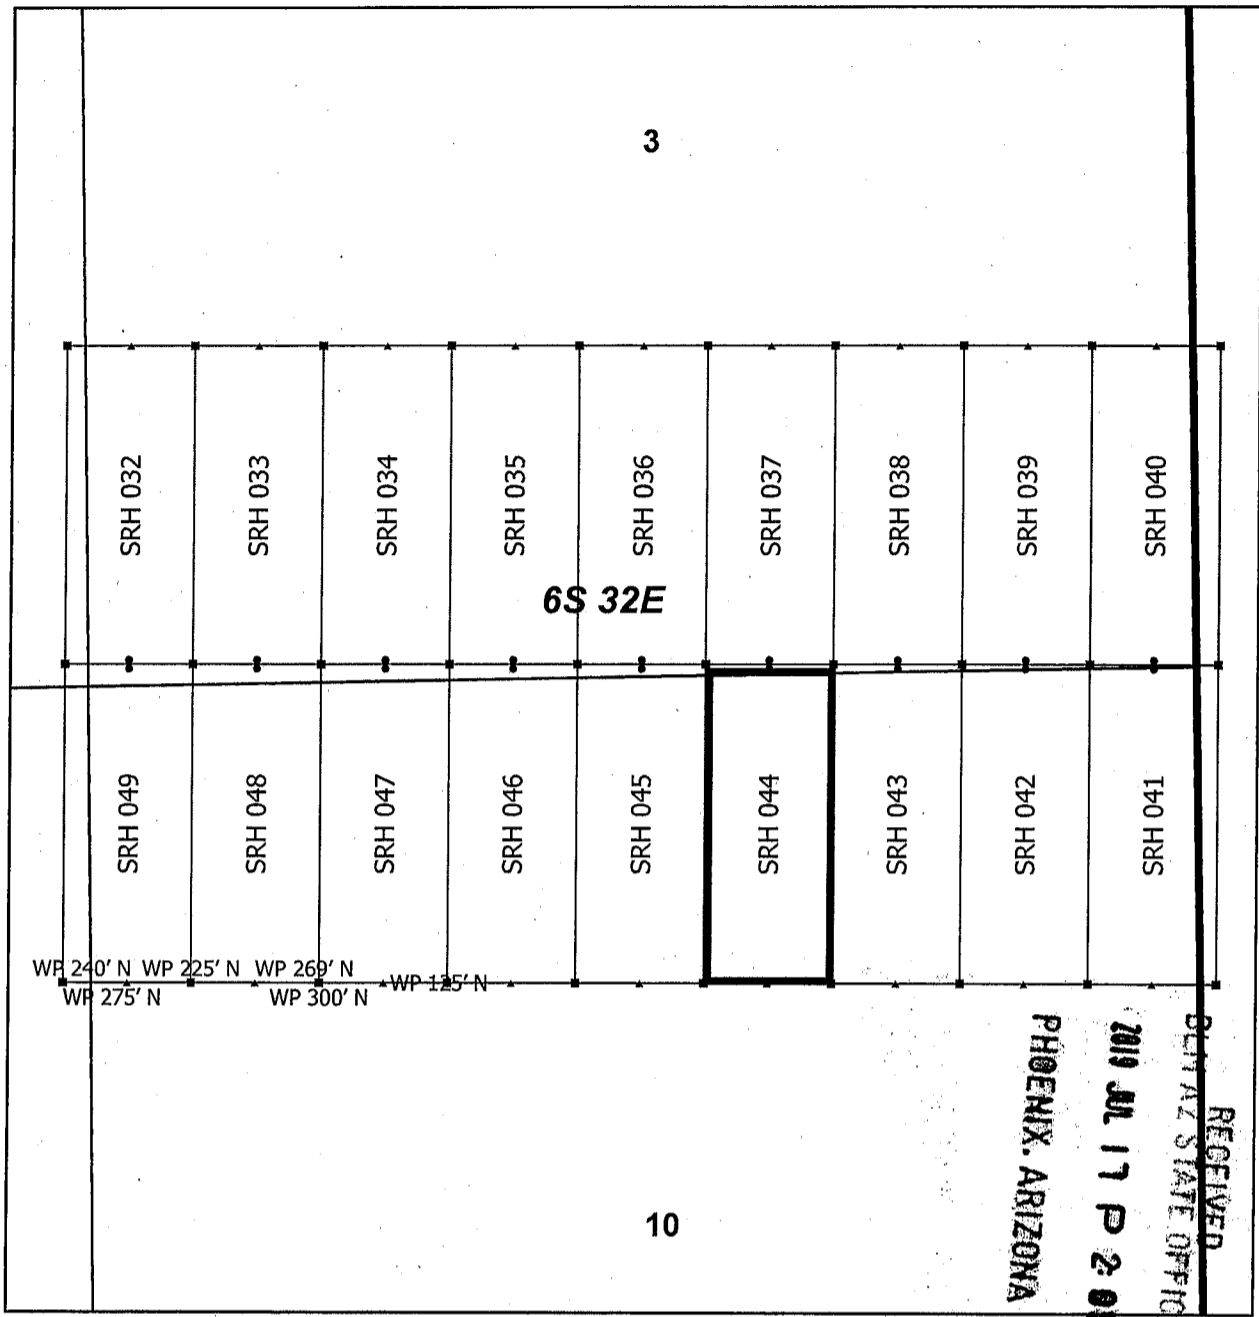 3
SRH 032
SRH 033
SRH 034
SRH 035
SRH 036
SRH 037
SRH 038
SRH 039
SRH 040
6S 32E
SRH 049
SRH 048
SRH 047
SRH 046
SRH 045
SRH 044
SRH 043
SRH 042
SRH 041
WP 240' N WP 225' N WP 269' N
WP 125' N
WP 275' N WP 300' N
RECEIVED
AZ STATE
2019 JUL 17 P 2
PHOENIX, ARIZONA
10